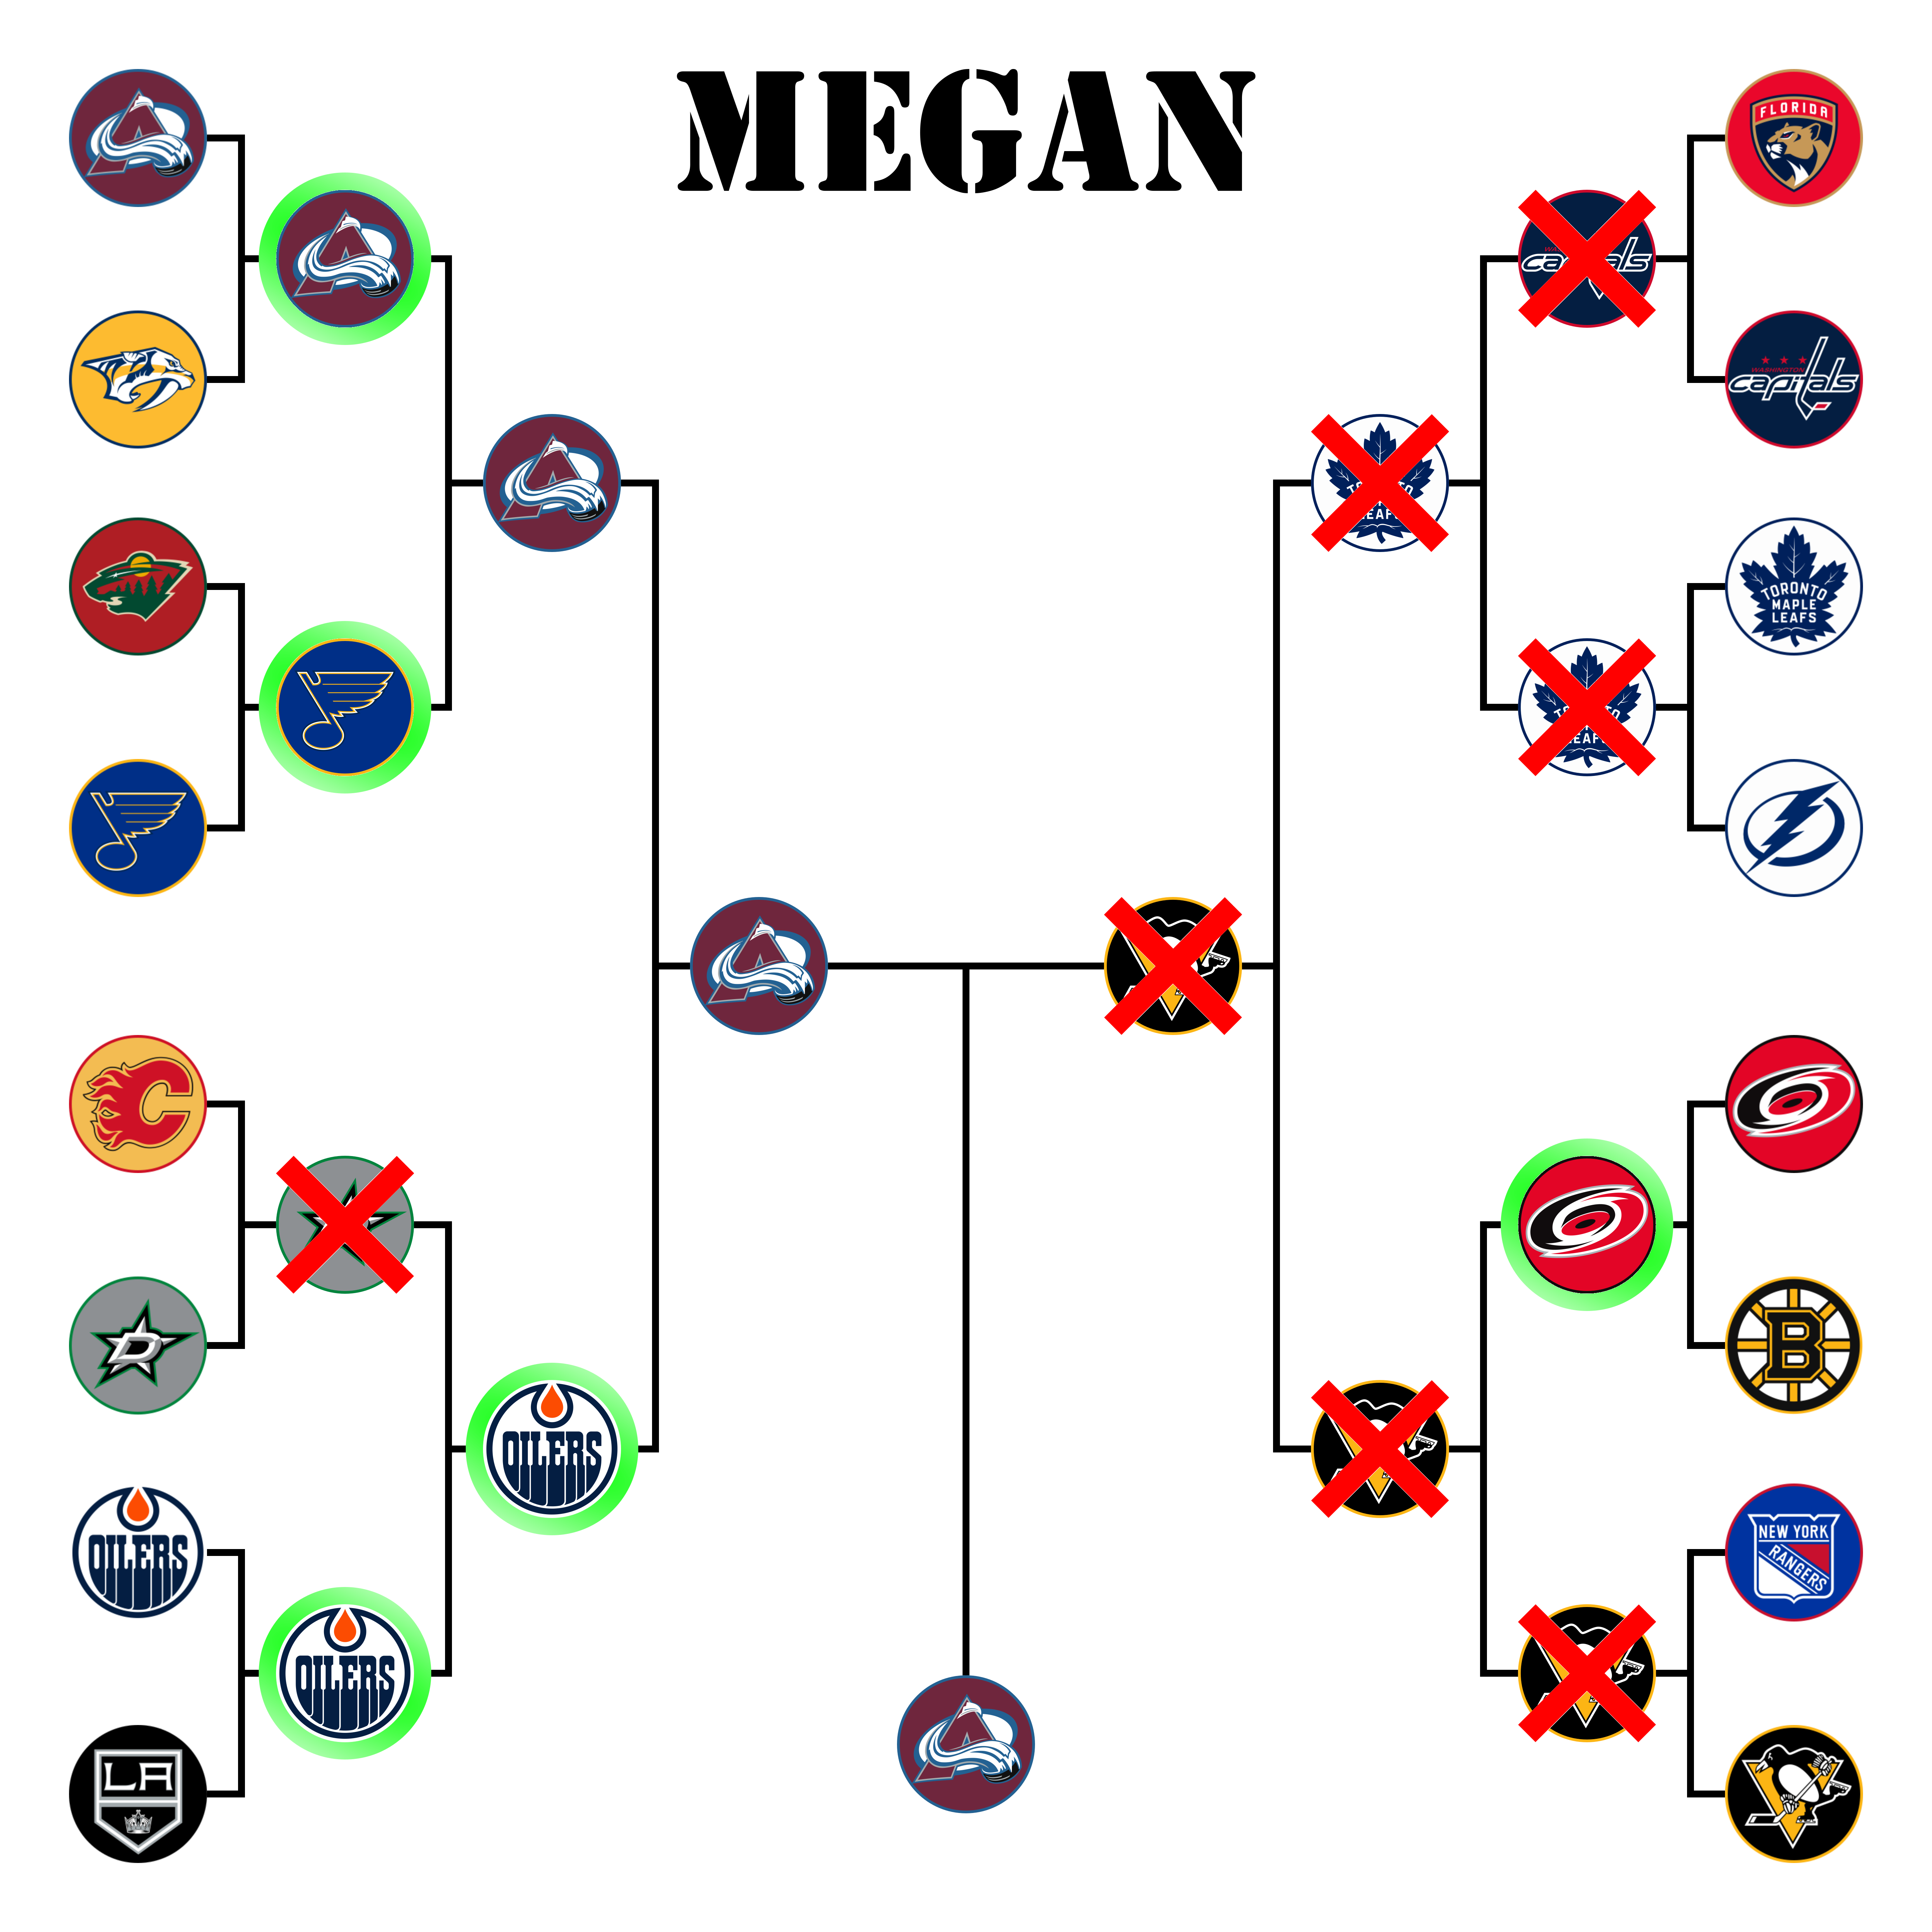 MEGAN
A
FLORIDA
A
WASHINGTON
capitals
A
TORONTO
MAPLE
LEAFS
A
C
D
B
OILERS
OILERS
NEW YORK
RANGERS
OILERS
A
LA